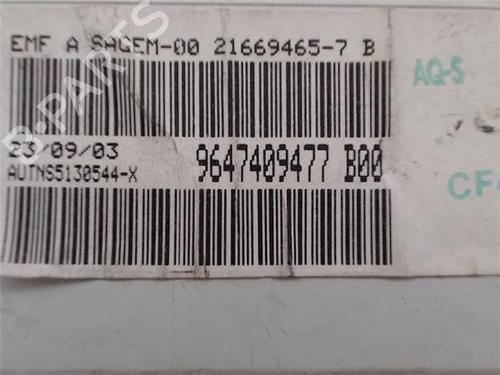 EMF A SAGEM-00 21669465-7 B
AQ-S
23/09/03
9647409477 B00
AUTNS5130544-X
CF
B-PARTS